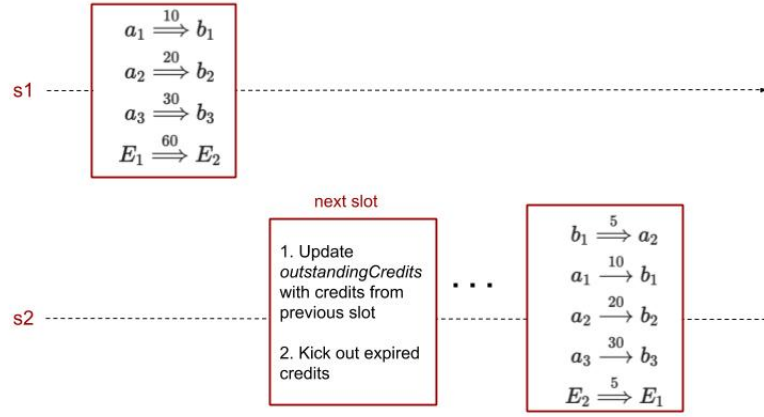 s1
a₁ ⟹¹⁰ b₁
a₂ ⟹²⁰ b₂
a₃ ⟹³⁰ b₃
E₁ ⟹⁶⁰ E₂
s2
next slot
1. Update
outstandingCredits
with credits from
previous slot
2. Kick out expired
credits
. . .
b₁ ⟹⁵ a₂
a₁ ⟶¹⁰ b₁
a₂ ⟶²⁰ b₂
a₃ ⟶³⁰ b₃
E₂ ⟹⁵ E₁